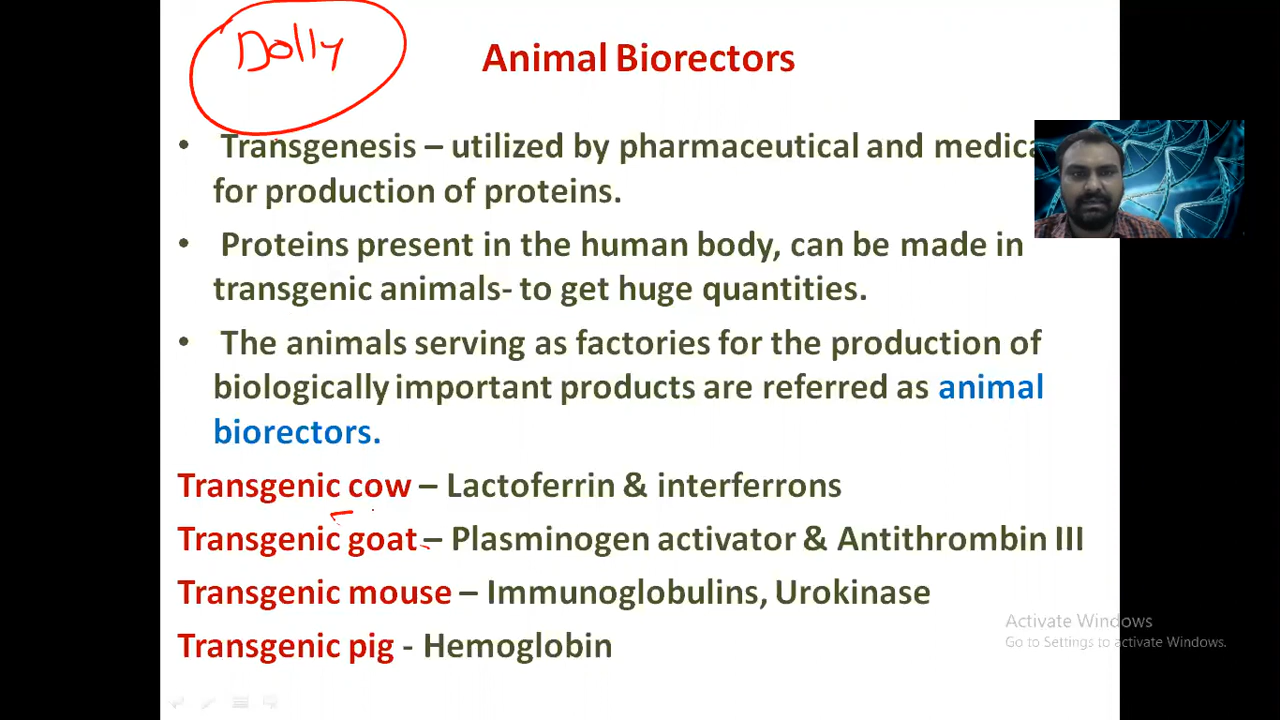 Dolly
Animal Biorectors
• Transgenesis – utilized by pharmaceutical and medica
for production of proteins.
• Proteins present in the human body, can be made in
transgenic animals- to get huge quantities.
• The animals serving as factories for the production of
biologically important products are referred as animal
biorectors.
Transgenic cow – Lactoferrin & interferrons
Transgenic goat – Plasminogen activator & Antithrombin III
Transgenic mouse – Immunoglobulins, Urokinase
Transgenic pig - Hemoglobin
Activate Windows
Go to Settings to activate Windows.